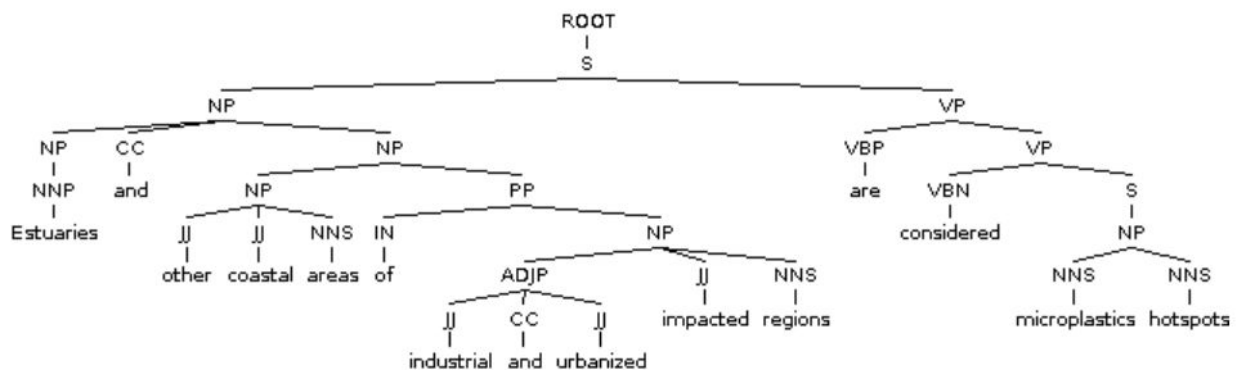 ROOT
S
NP VP
NP CC NP VBP VP
NNP and NP PP are VBN S
Estuaries JJ JJ NNS IN NP considered NP
other coastal areas of ADJP JJ NNS NNS NNS
JJ CC JJ impacted regions microplastics hotspots
industrial and urbanized